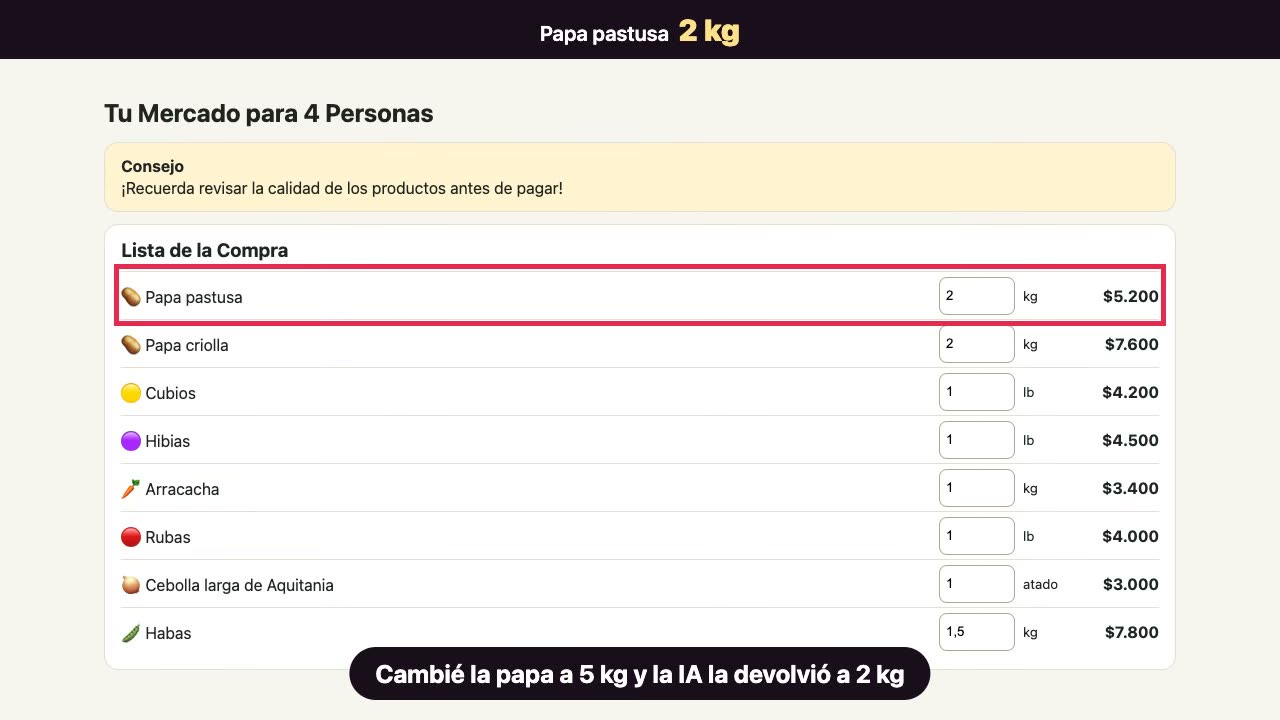 Papa pastusa 2 kg
Tu Mercado para 4 Personas
Consejo
¡Recuerda revisar la calidad de los productos antes de pagar!
Lista de la Compra
Papa pastusa 2 kg $5.200
Papa criolla 2 kg $7.600
Cubios 1 lb $4.200
Hibias 1 lb $4.500
Arracacha 1 kg $3.400
Rubas 1 lb $4.000
Cebolla larga de Aquitania 1 atado $3.000
Habas 1,5 kg $7.800
Cambié la papa a 5 kg y la IA la devolvió a 2 kg